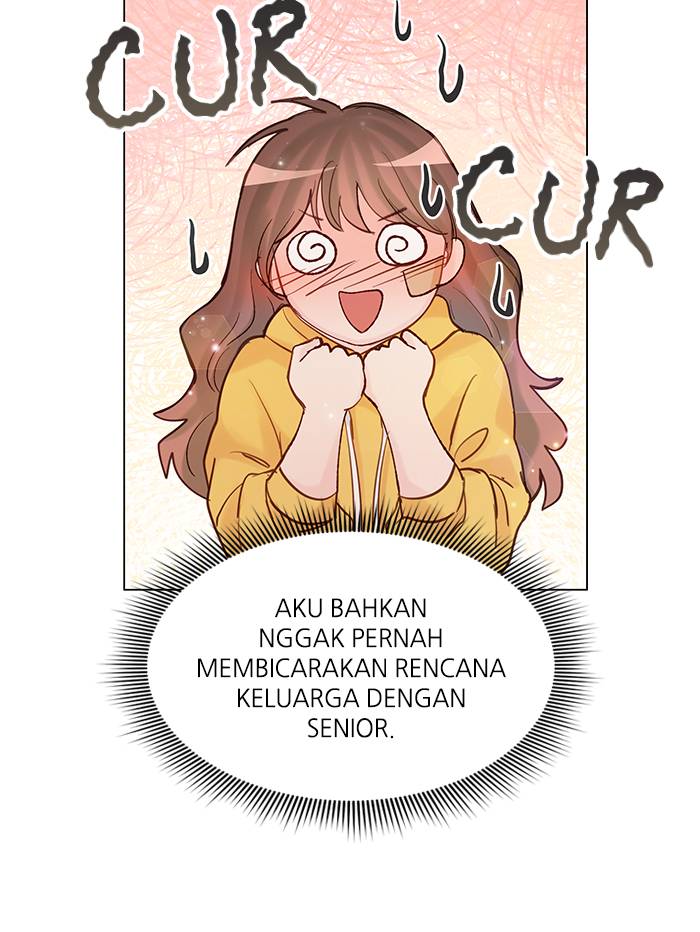 CUR
CUR
AKU BAHKAN
NGGAK PERNAH
MEMBICARAKAN RENCANA
KELUARGA DENGAN
SENIOR.